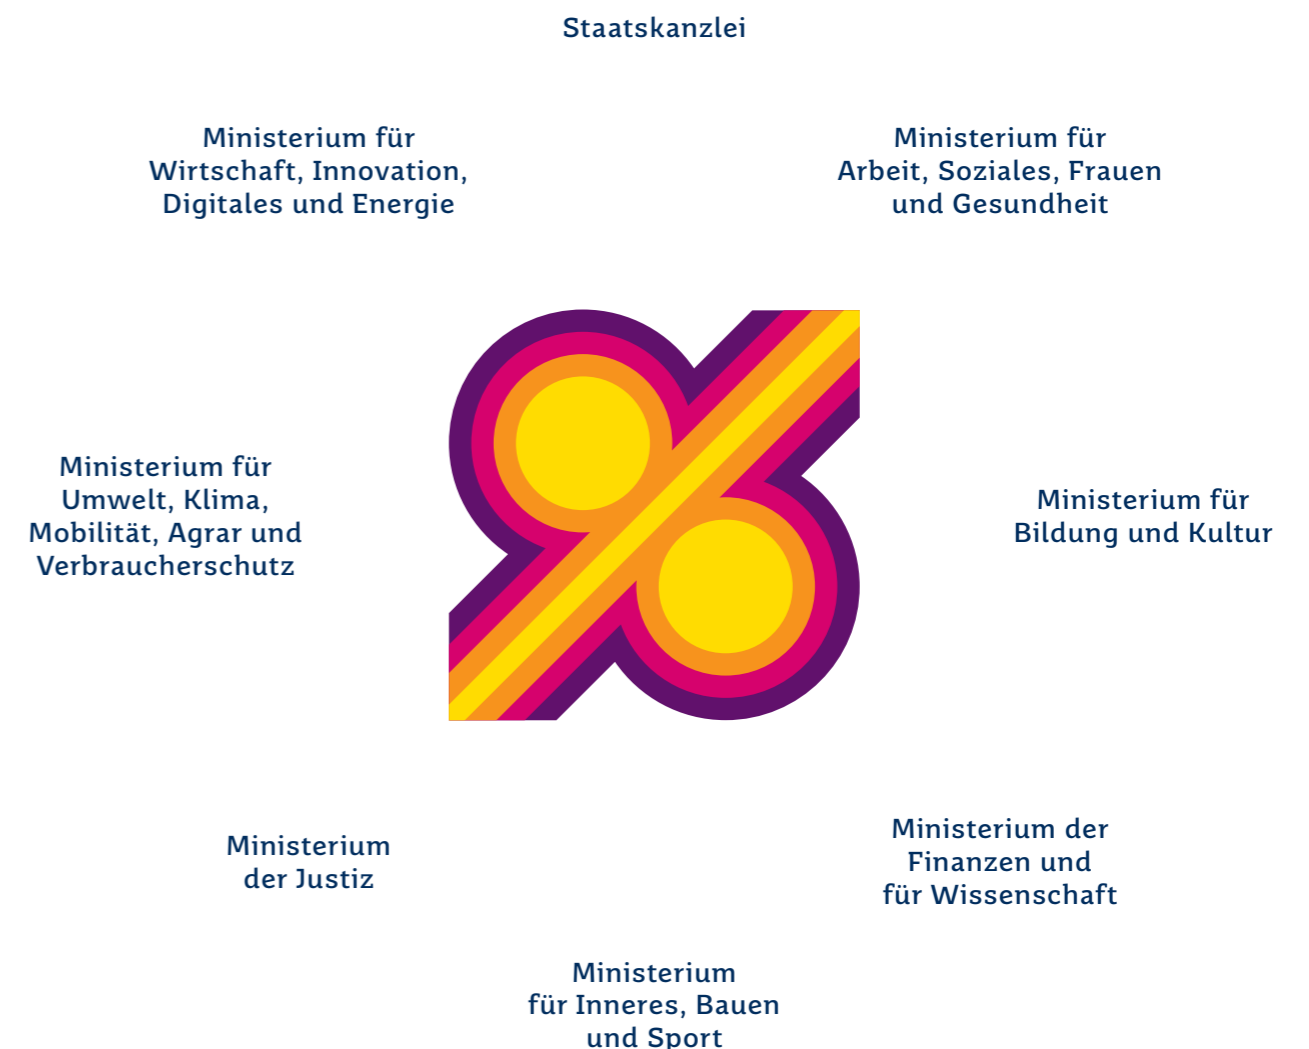 Staatskanzlei
Ministerium für
Wirtschaft, Innovation,
Digitales und Energie
Ministerium für
Arbeit, Soziales, Frauen
und Gesundheit
Ministerium für
Umwelt, Klima,
Mobilität, Agrar und
Verbraucherschutz
Ministerium für
Bildung und Kultur
Ministerium
der Justiz
Ministerium der
Finanzen und
für Wissenschaft
Ministerium
für Inneres, Bauen
und Sport